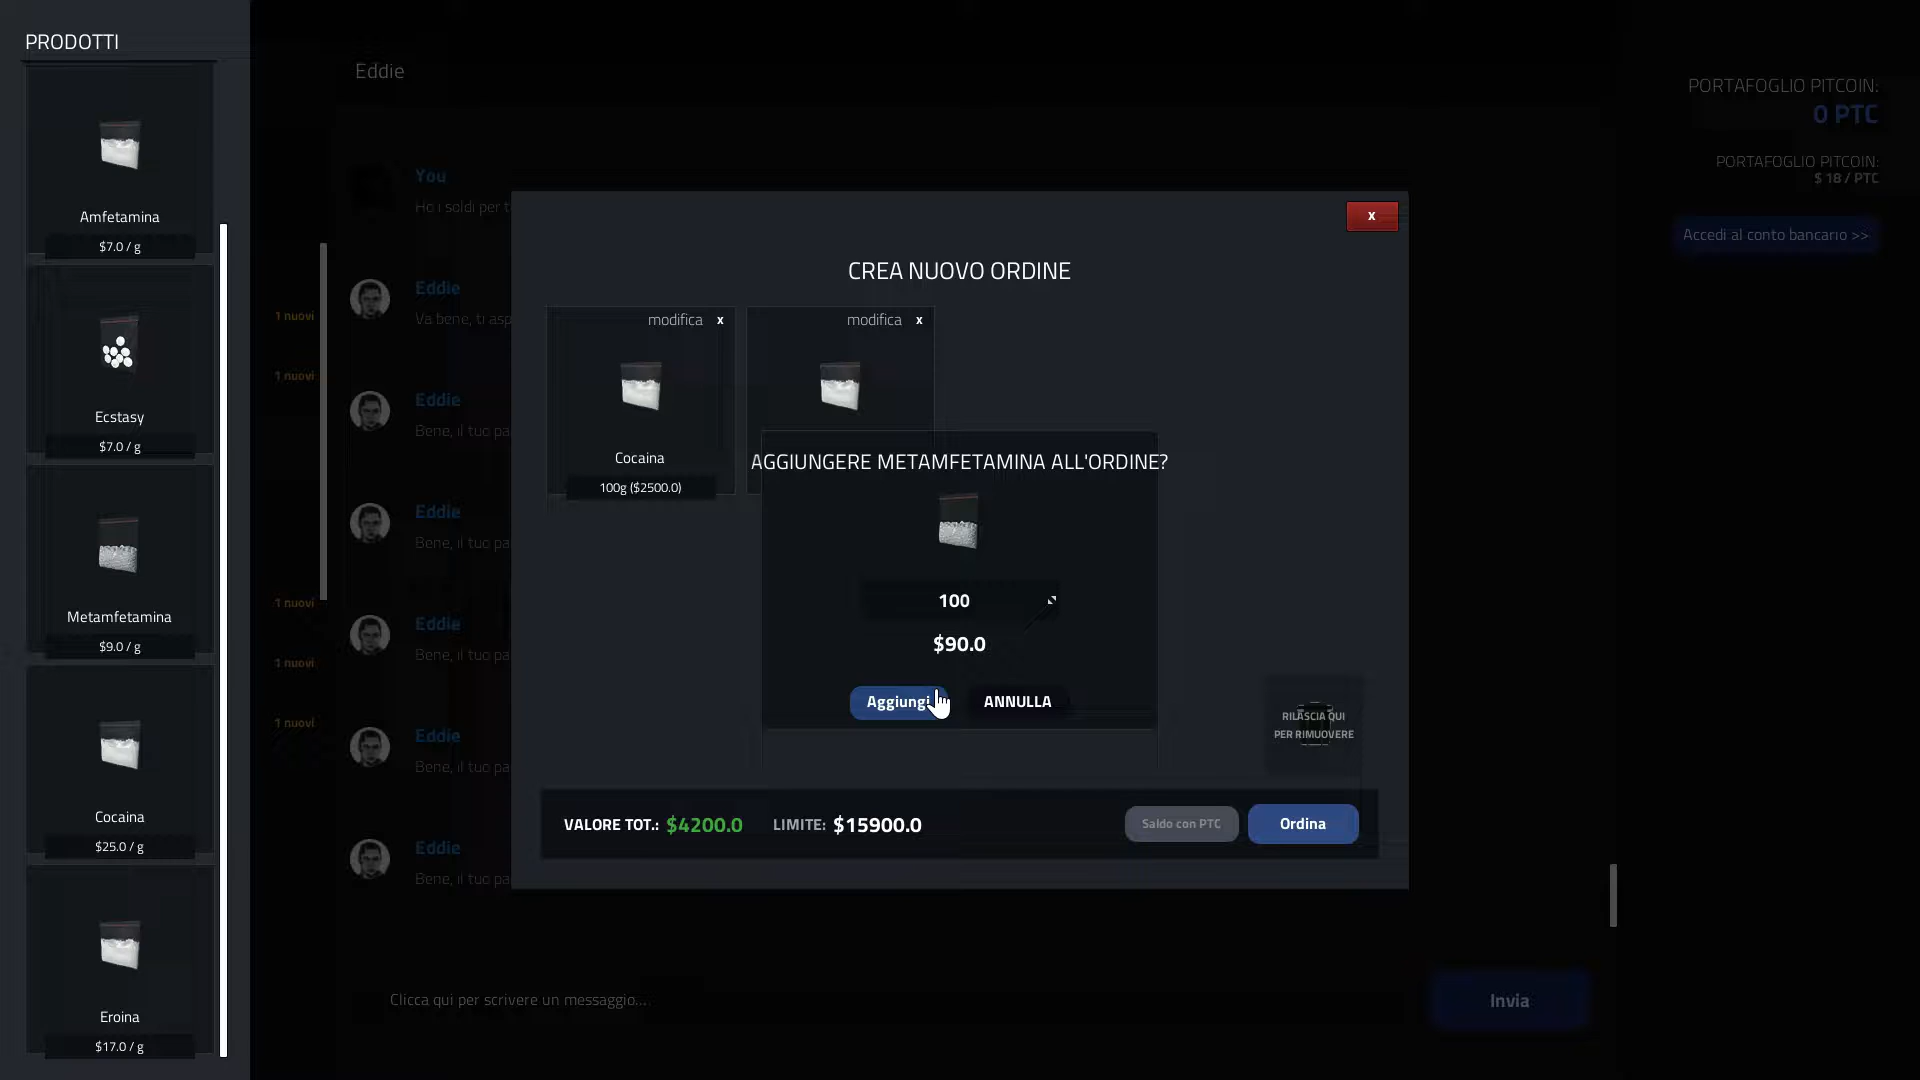 PRODOTTI
Amfetamina
$7.0 / g
Ecstasy
$7.0 / g
Metamfetamina
$9.0 / g
Cocaina
$25.0 / g
Eroina
$17.0 / g
1 nuovi
1 nuovi
1 nuovi
1 nuovi
1 nuovi
Eddie
You
Ho i soldi per t
Eddie
Va bene, ti asp
Eddie
Bene, il tuo pa
Eddie
Bene, il tuo pa
Eddie
Bene, il tuo pa
Eddie
Bene, il tuo pa
Eddie
Bene, il tuo pa
Clicca qui per scrivere un messaggio....
Invia
x
CREA NUOVO ORDINE
modifica x
Cocaina
100g ($2500.0)
modifica x
AGGIUNGERE METAMFETAMINA ALL'ORDINE?
100
$90.0
Aggiungi
ANNULLA
RILASCIA QUI
PER RIMUOVERE
VALORE TOT.: $4200.0
LIMITE: $15900.0
Saldo con PTC
Ordina
PORTAFOGLIO PITCOIN:
0 PTC
PORTAFOGLIO PITCOIN:
$ 18 / PTC
Accedi al conto bancario >>